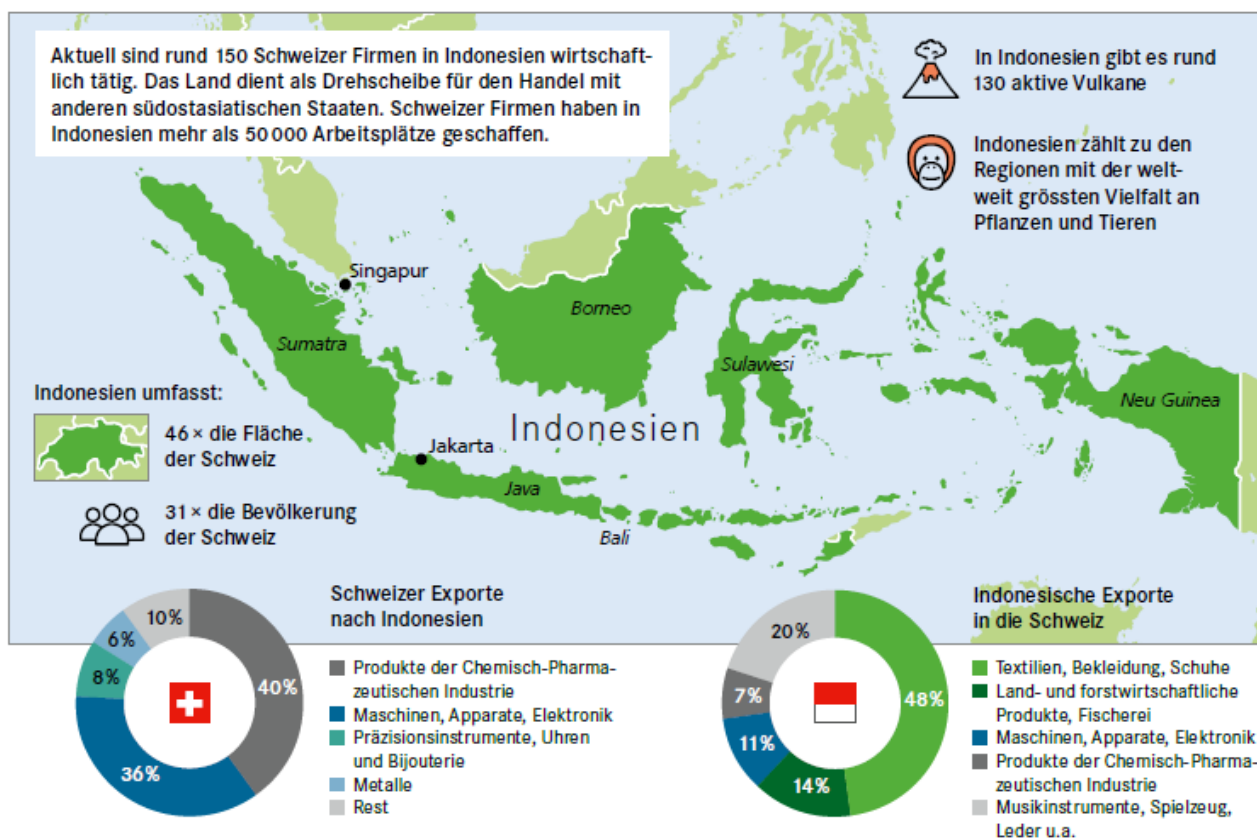 Aktuell sind rund 150 Schweizer Firmen in Indonesien wirtschaft-
lich tätig. Das Land dient als Drehscheibe für den Handel mit
anderen südostasiatischen Staaten. Schweizer Firmen haben in
Indonesien mehr als 50 000 Arbeitsplätze geschaffen.
In Indonesien gibt es rund
130 aktive Vulkane
Indonesien zählt zu den
Regionen mit der welt-
weit grössten Vielfalt an
Pflanzen und Tieren
Singapur
Borneo
Sumatra
Sulawesi
Neu Guinea
Indonesien
Jakarta
Java
Bali
Indonesien umfasst:
46 × die Fläche
der Schweiz
31 × die Bevölkerung
der Schweiz
Schweizer Exporte
nach Indonesien
10%
6%
8%
40%
36%
Produkte der Chemisch-Pharma-
zeutischen Industrie
Maschinen, Apparate, Elektronik
Präzisionsinstrumente, Uhren
und Bijouterie
Metalle
Rest
Indonesische Exporte
in die Schweiz
20%
7%
48%
11%
14%
Textilien, Bekleidung, Schuhe
Land- und forstwirtschaftliche
Produkte, Fischerei
Maschinen, Apparate, Elektronik
Produkte der Chemisch-Pharma-
zeutischen Industrie
Musikinstrumente, Spielzeug,
Leder u.a.